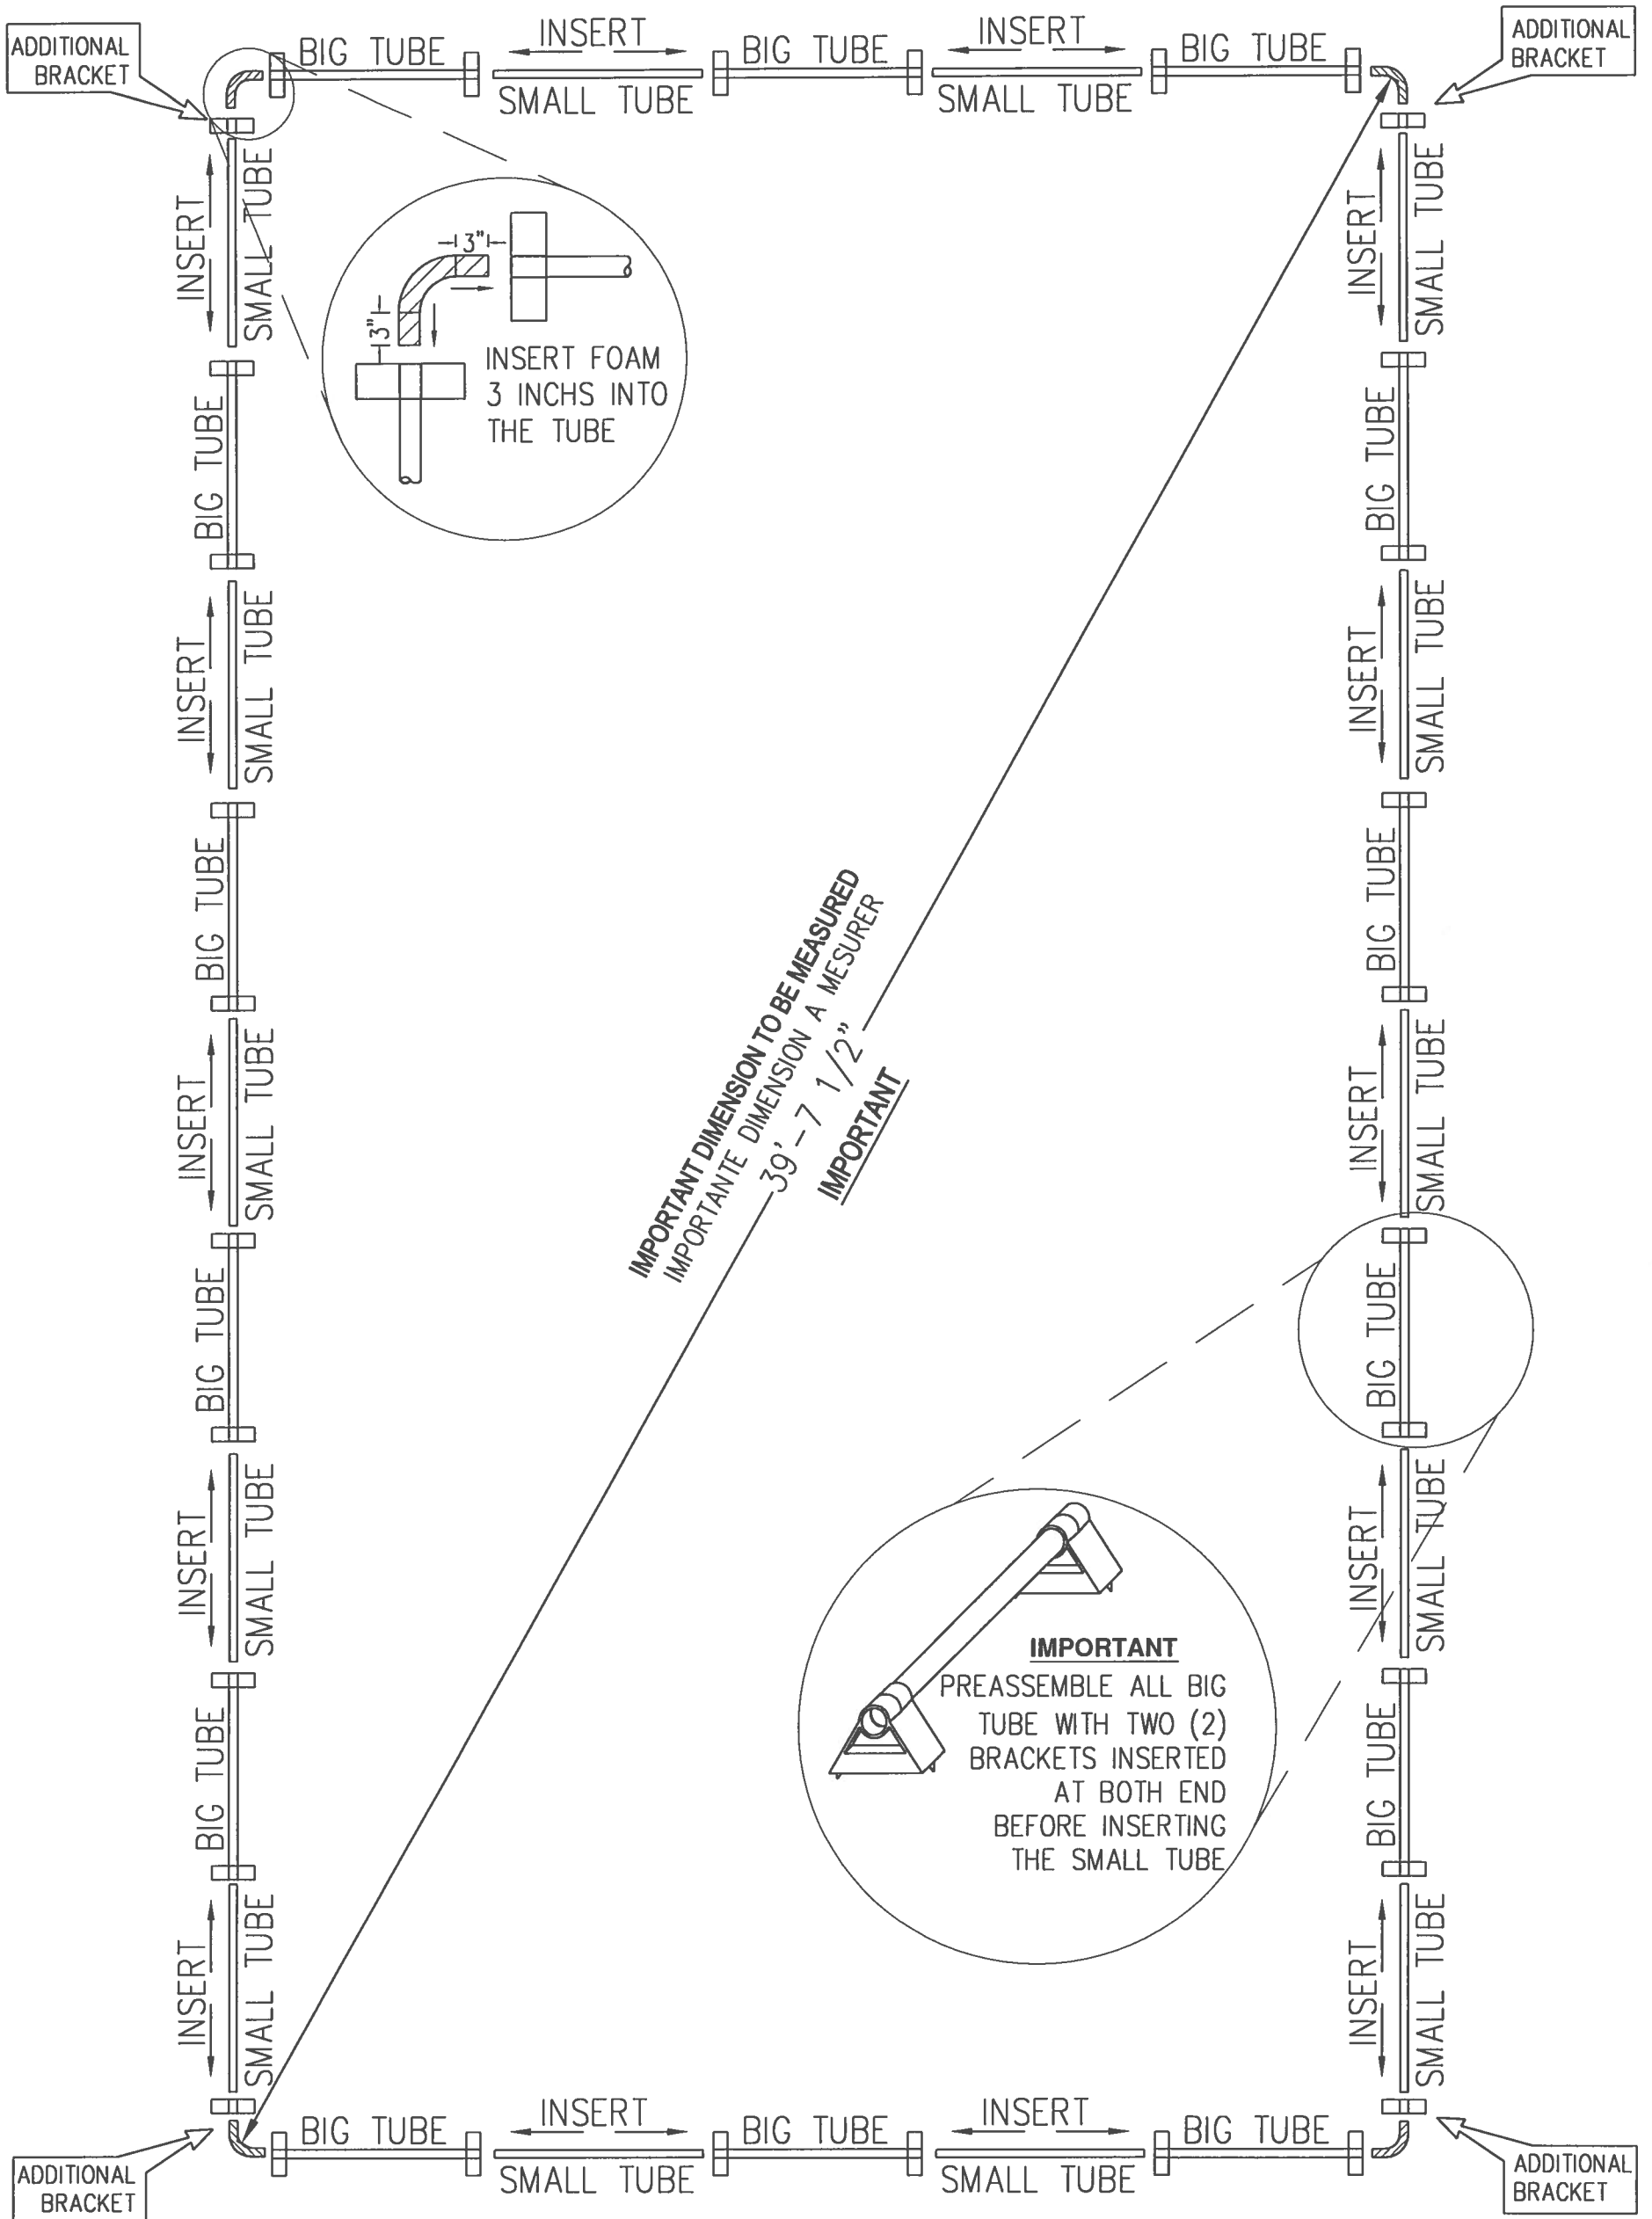 ADDITIONAL
BRACKET
BIG TUBE
INSERT
SMALL TUBE
BIG TUBE
INSERT
SMALL TUBE
BIG TUBE
ADDITIONAL
BRACKET
INSERT
SMALL TUBE
BIG TUBE
INSERT
SMALL TUBE
BIG TUBE
INSERT
SMALL TUBE
BIG TUBE
INSERT
SMALL TUBE
BIG TUBE
INSERT
SMALL TUBE
3"
3"
INSERT FOAM
3 INCHS INTO
THE TUBE
IMPORTANT DIMENSION TO BE MEASURED
IMPORTANTE DIMENSION A MESURER
39'-7 1/2"
IMPORTANT
IMPORTANT
PREASSEMBLE ALL BIG
TUBE WITH TWO (2)
BRACKETS INSERTED
AT BOTH END
BEFORE INSERTING
THE SMALL TUBE
INSERT
SMALL TUBE
BIG TUBE
INSERT
SMALL TUBE
BIG TUBE
INSERT
SMALL TUBE
BIG TUBE
INSERT
SMALL TUBE
BIG TUBE
INSERT
SMALL TUBE
ADDITIONAL
BRACKET
BIG TUBE
INSERT
SMALL TUBE
BIG TUBE
INSERT
SMALL TUBE
BIG TUBE
ADDITIONAL
BRACKET